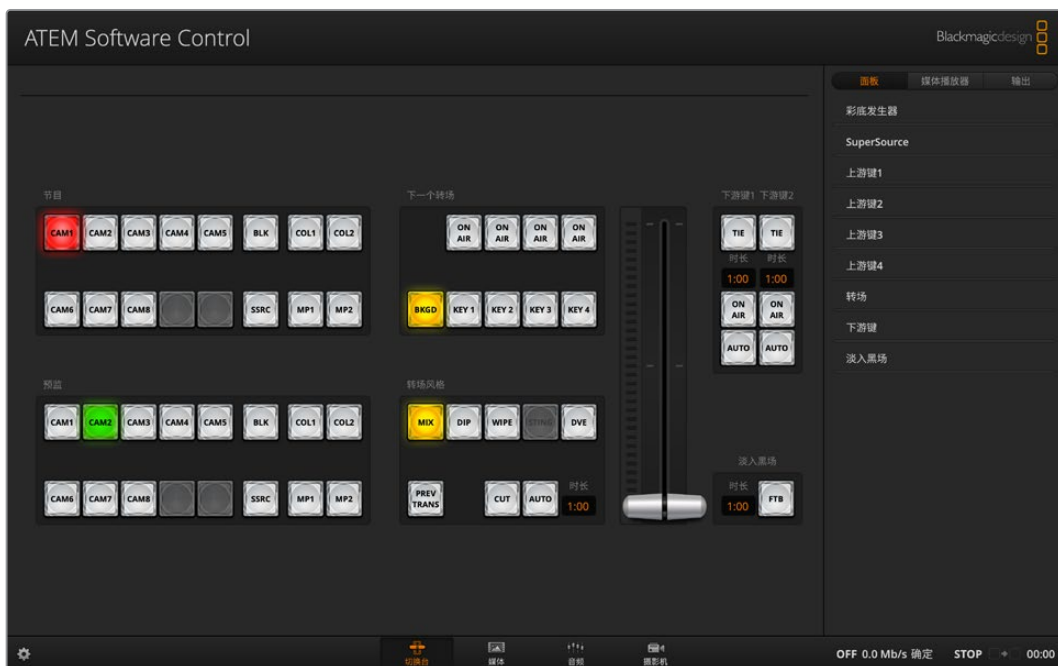 ATEM Software Control
Blackmagicdesign
面板 媒体播放器 输出
彩底发生器
SuperSource
上游键1
上游键2
上游键3
上游键4
转场
下游键
淡入黑场
节目
CAM1 CAM2 CAM3 CAM4 CAM5 BLK COL1 COL2
CAM6 CAM7 CAM8 SSRC MP1 MP2
下一个转场
ON AIR ON AIR ON AIR ON AIR
BKGD KEY 1 KEY 2 KEY 3 KEY 4
下游键1 下游键2
TIE TIE
时长 时长
1:00 1:00
ON AIR ON AIR
AUTO AUTO
预监
CAM1 CAM2 CAM3 CAM4 CAM5 BLK COL1 COL2
CAM6 CAM7 CAM8 SSRC MP1 MP2
转场风格
MIX DIP WIPE STING DVE
时长
PREV TRANS CUT AUTO 1:00
淡入黑场
时长
1:00 FTB
切换台 媒体 音频 摄影机
OFF 0.0 Mb/s 确定 STOP 00:00